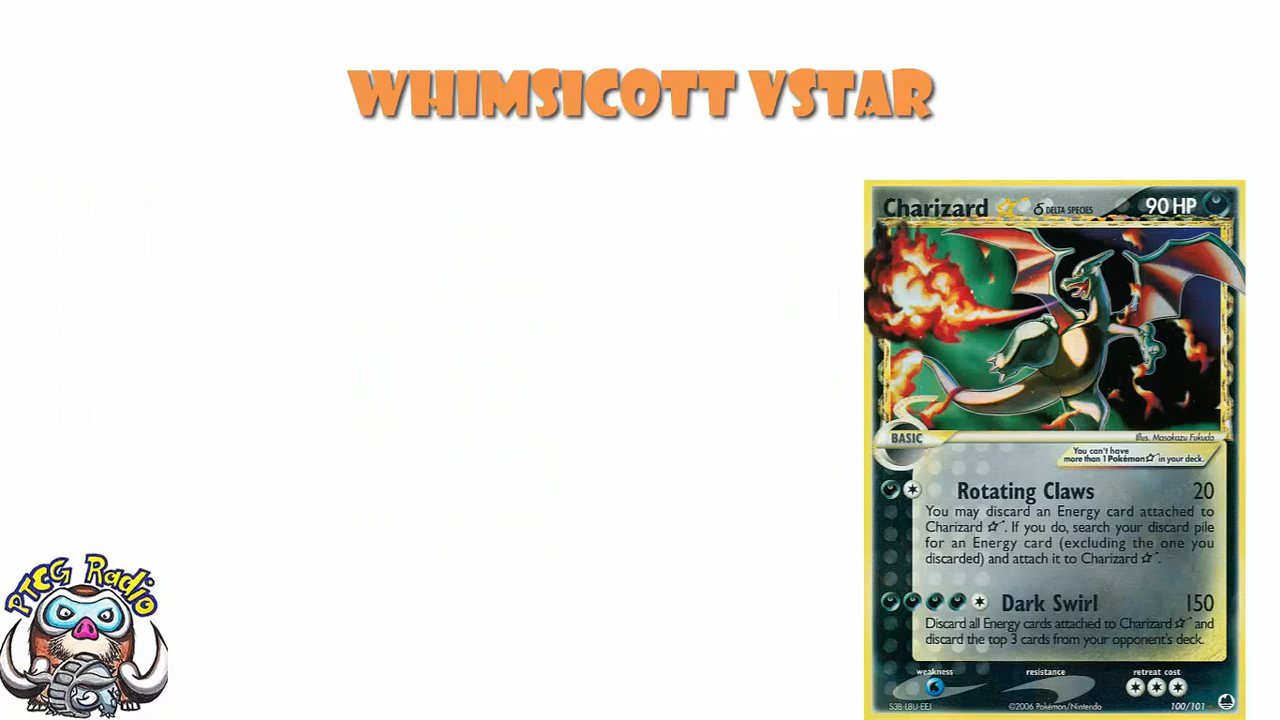 WHIMSICOTT VSTAR
Charizard δ DELTA SPECIES 90 HP
BASIC
Illus. Masakazu Fukuda
You can't have
more than 1 Pokémon ☆ in your deck.
Rotating Claws 20
You may discard an Energy card attached to
Charizard ☆. If you do, search your discard pile
for an Energy card (excluding the one you
discarded) and attach it to Charizard ☆.
Dark Swirl 150
Discard all Energy cards attached to Charizard ☆ and
discard the top 3 cards from your opponent's deck.
weakness resistance retreat cost
S3B-LBU-EEJ ©2006 Pokémon/Nintendo 100/101
PTCG Radio